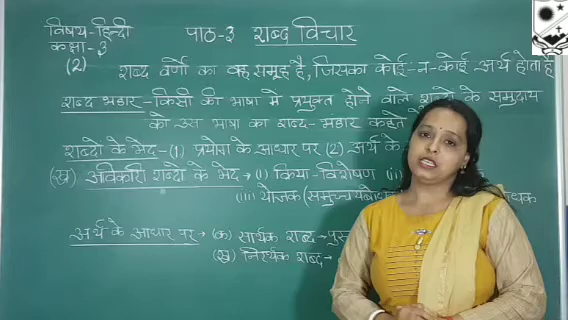 विषय-हिन्दी
कक्षा-3
पाठ-3 शब्द विचार
(2) शब्द वर्णो का वह समूह है, जिसका कोई-न-कोई अर्थ होता है
शब्द भंडार-किसी की भाषा मे प्रयुक्त होने वाले शब्दो के समुदाय
को उस भाषा का शब्द-भंडार कहते
शब्दो के भेद-(1) प्रयोग के आधार पर (2) अर्थ के
(ख) अविकारी शब्दो के भेद→(i) क्रिया-विशेषण (ii)
(iii) योजक (समुच्चयबोधक
अर्थ के आधार पर→(क) सार्थक शब्द-
(ख) निरर्थक शब्द-